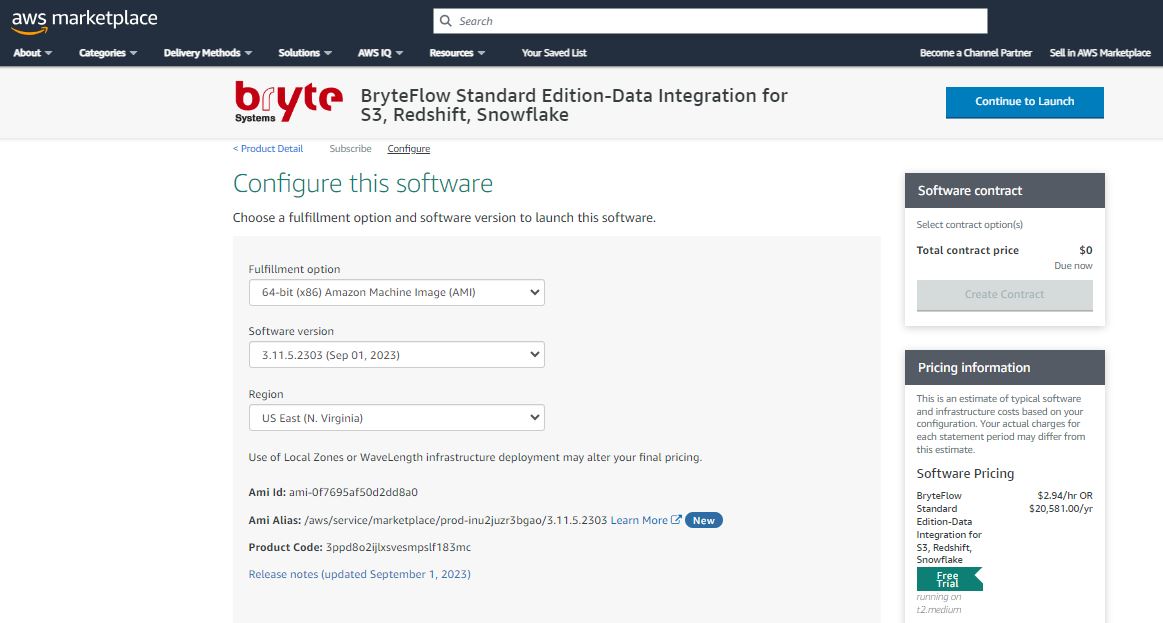 aws marketplace
Search
About
Categories
Delivery Methods
Solutions
AWS IQ
Resources
Your Saved List
Become a Channel Partner
Sell in AWS Marketplace
bryte
Systems
BryteFlow Standard Edition-Data Integration for
S3, Redshift, Snowflake
Continue to Launch
< Product Detail
Subscribe
Configure
Configure this software
Choose a fulfillment option and software version to launch this software.
Fulfillment option
64-bit (x86) Amazon Machine Image (AMI)
Software version
3.11.5.2303 (Sep 01, 2023)
Region
US East (N. Virginia)
Use of Local Zones or WaveLength infrastructure deployment may alter your final pricing.
Ami Id: ami-0f7695af50d2dd8a0
Ami Alias: /aws/service/marketplace/prod-inu2juzr3bgao/3.11.5.2303 Learn More New
Product Code: 3ppd8o2ijlxsvesmpslf183mc
Release notes (updated September 1, 2023)
Software contract
Select contract option(s)
Total contract price $0
Due now
Create Contract
Pricing information
This is an estimate of typical software
and infrastructure costs based on your
configuration. Your actual charges for
each statement period may differ from
this estimate.
Software Pricing
BryteFlow $2.94/hr OR
Standard $20,581.00/yr
Edition-Data
Integration for
S3, Redshift,
Snowflake
Free
Trial
running on
t2.medium